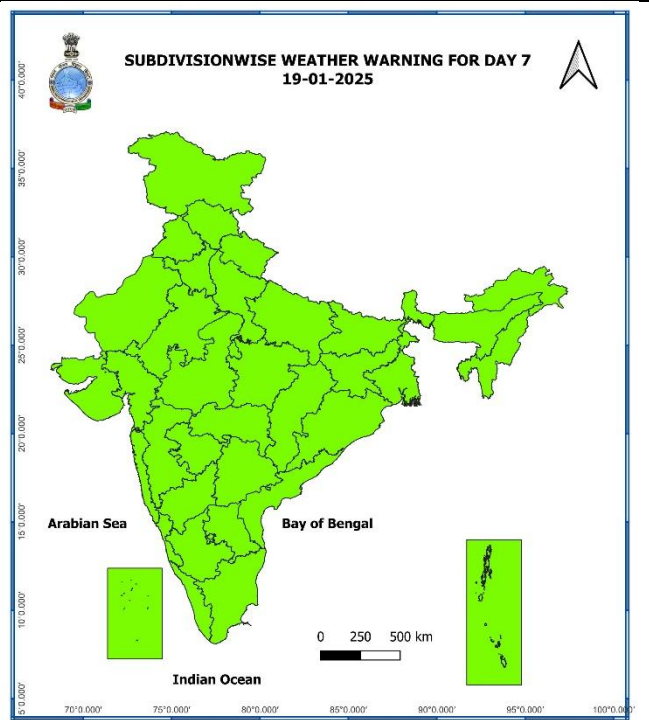 SUBDIVISIONWISE WEATHER WARNING FOR DAY 7
19-01-2025
40°0.000'
35°0.000'
30°0.000'
25°0.000'
20°0.000'
15°0.000'
10°0.000'
5°0.000'
Arabian Sea
Bay of Bengal
0 250 500 km
Indian Ocean
70°0.000' 75°0.000' 80°0.000' 85°0.000' 90°0.000' 95°0.000' 100°0.000'